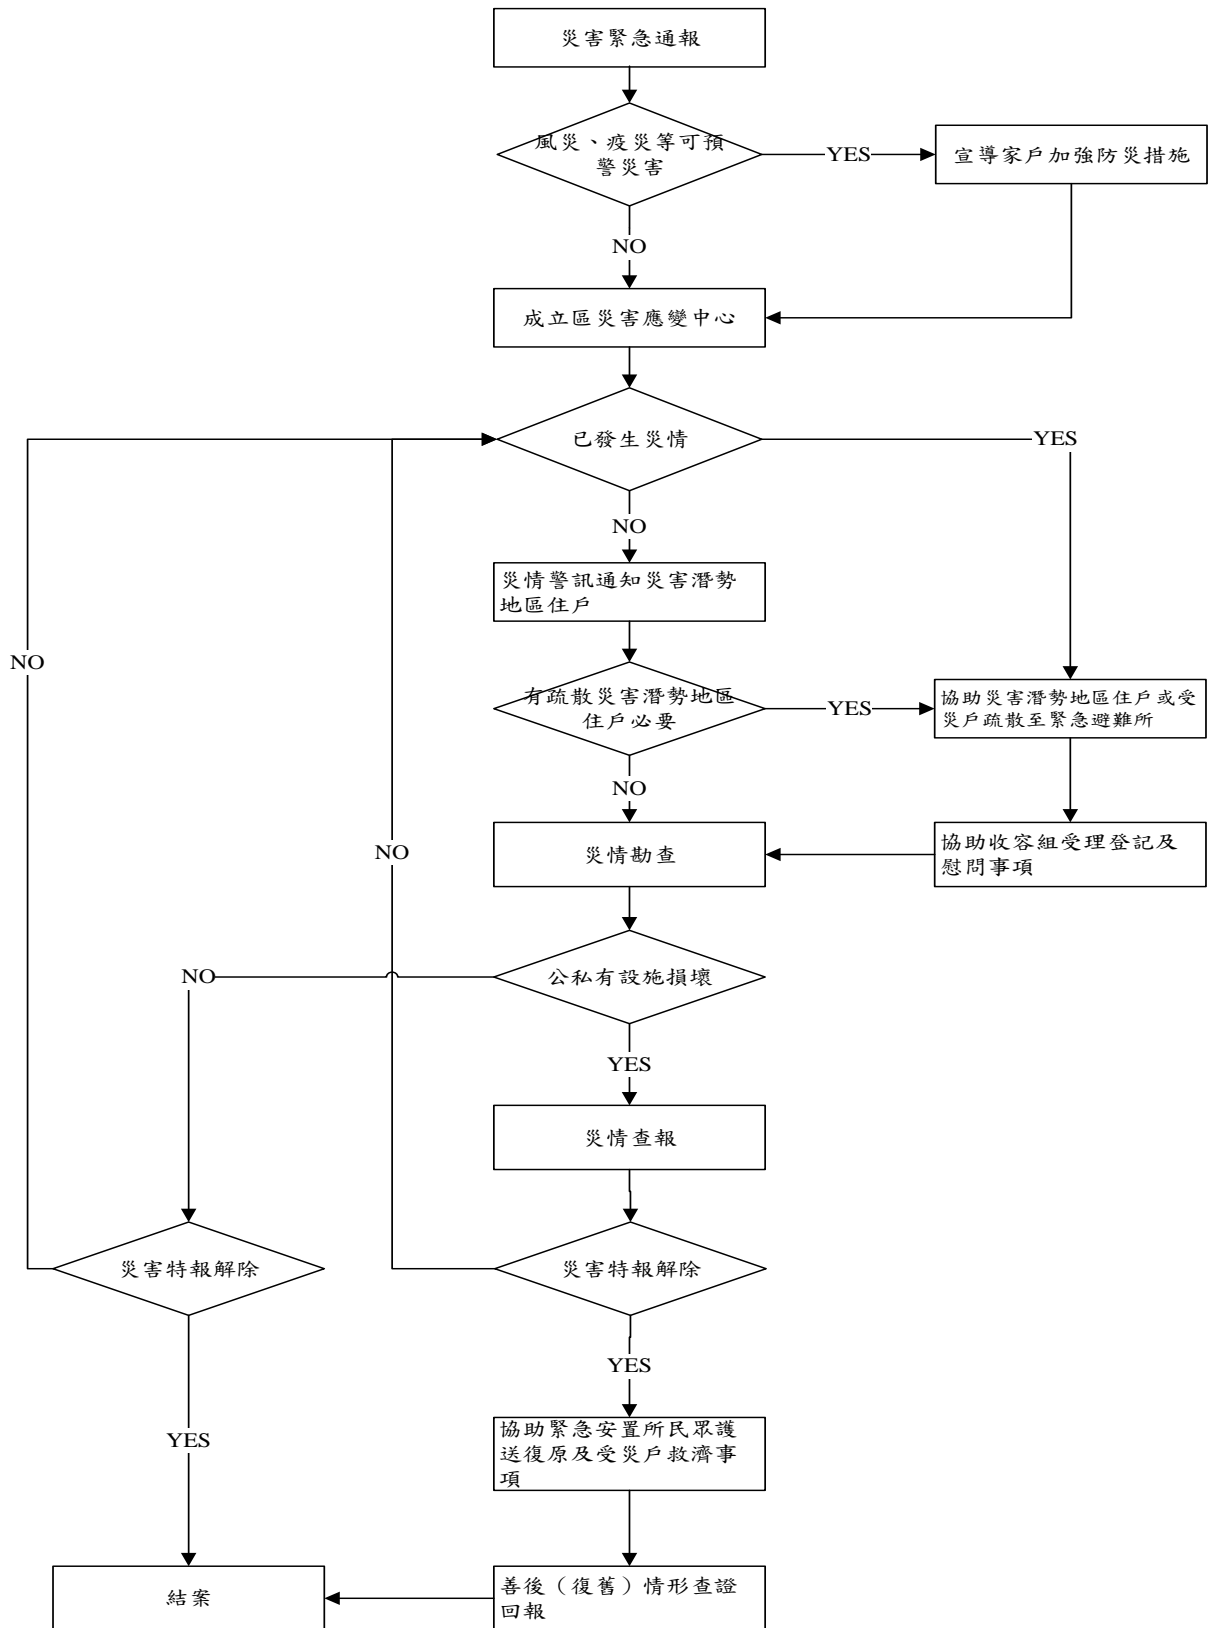 災害緊急通報
風災、疫災等可預
警災害
YES
宣導家戶加強防災措施
NO
成立區災害應變中心
已發生災情
YES
NO
災情警訊通知災害潛勢
地區住戶
NO
有疏散災害潛勢地區
住戶必要
YES
協助災害潛勢地區住戶或受
災戶疏散至緊急避難所
NO
災情勘查
NO
協助收容組受理登記及
慰問事項
NO
公私有設施損壞
YES
災情查報
災害特報解除
災害特報解除
YES
YES
協助緊急安置所民眾護
送復原及受災戶救濟事
項
結案
善後（復舊）情形查證
回報